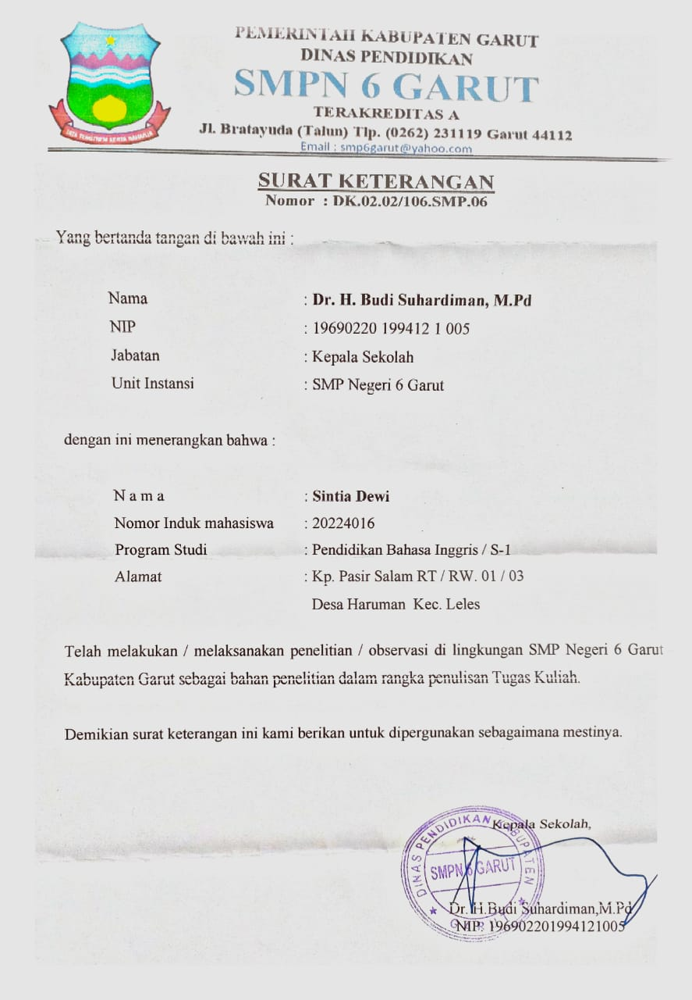 PEMERINTAH KABUPATEN GARUT
DINAS PENDIDIKAN
SMPN 6 GARUT
TERAKREDITAS A
Jl. Bratayuda (Talun) Tlp. (0262) 231119 Garut 44112
Email : smp6garut@yahoo.com
SURAT KETERANGAN
Nomor : DK.02.02/106.SMP.06
Yang bertanda tangan di bawah ini :
Nama : Dr. H. Budi Suhardiman, M.Pd
NIP : 19690220 199412 1 005
Jabatan : Kepala Sekolah
Unit Instansi : SMP Negeri 6 Garut
dengan ini menerangkan bahwa :
N a m a : Sintia Dewi
Nomor Induk mahasiswa : 20224016
Program Studi : Pendidikan Bahasa Inggris / S-1
Alamat : Kp. Pasir Salam RT / RW. 01 / 03
Desa Haruman Kec. Leles
Telah melakukan / melaksanakan penelitian / observasi di lingkungan SMP Negeri 6 Garut
Kabupaten Garut sebagai bahan penelitian dalam rangka penulisan Tugas Kuliah.
Demikian surat keterangan ini kami berikan untuk dipergunakan sebagaimana mestinya.
Kepala Sekolah,
DINAS PENDIDIKAN KABUPATEN
SMPN 6 GARUT
Dr. H.Budi Suhardiman,M.Pd
NIP. 196902201994121005